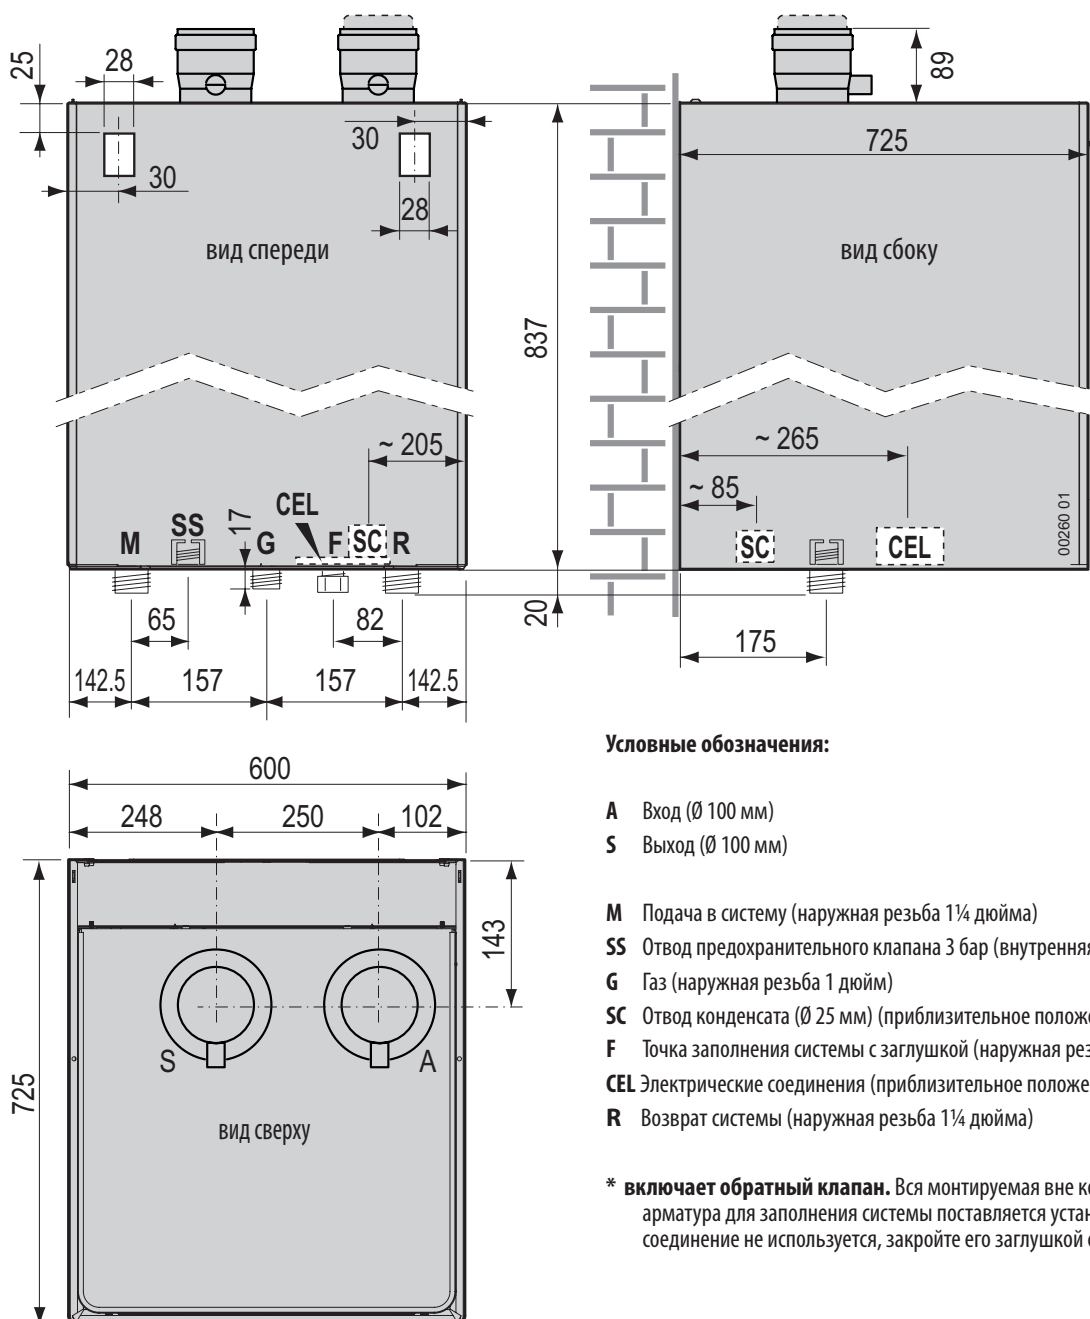 25
28
89
30
725
30
28
вид спереди
вид сбоку
837
~ 205
~ 265
~ 85
CEL
17
SS
M
G
F
SC
R
SC
CEL
00260 01
65
82
20
175
142.5
157
157
142.5
600
248
250
102
143
725
S
A
вид сверху
Условные обозначения:
A Вход (Ø 100 мм)
S Выход (Ø 100 мм)
M Подача в систему (наружная резьба 1¼ дюйма)
SS Отвод предохранительного клапана 3 бар (внутренняя
G Газ (наружная резьба 1 дюйм)
SC Отвод конденсата (Ø 25 мм) (приблизительное
F Точка заполнения системы с заглушкой (наружная
CEL Электрические соединения (приблизительное
R Возврат системы (наружная резьба 1¼ дюйма)
* включает обратный клапан. Вся монтируемая вне
арматура для заполнения системы поставляется
соединение не используется, закройте его заглушкой